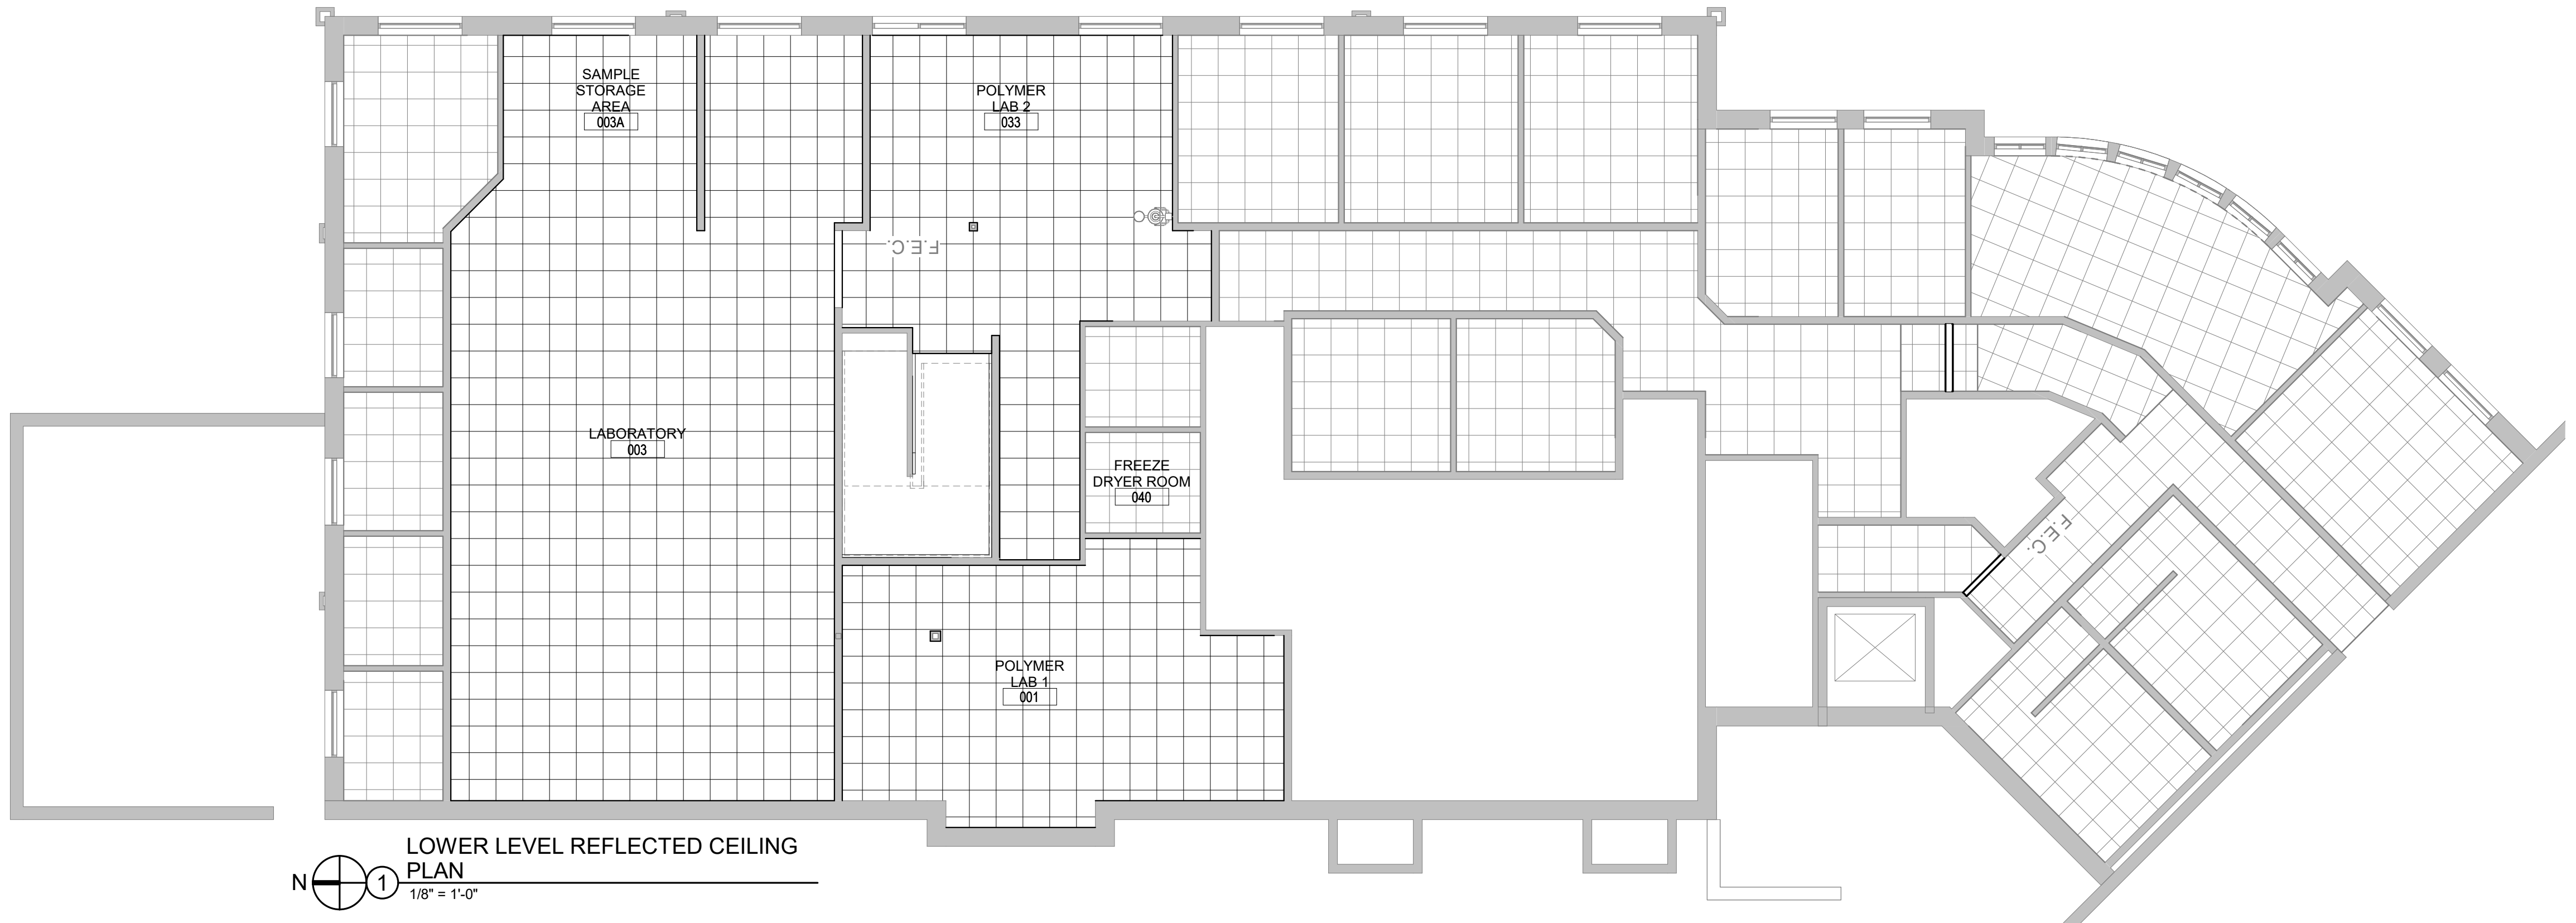 SAMPLE
STORAGE
AREA
003A
POLYMER
LAB 2
033
F.E.C.
LABORATORY
003
FREEZE
DRYER ROOM
040
F.E.C.
POLYMER
LAB 1
001
LOWER LEVEL REFLECTED CEILING
PLAN
N
1
1/8" = 1'-0"